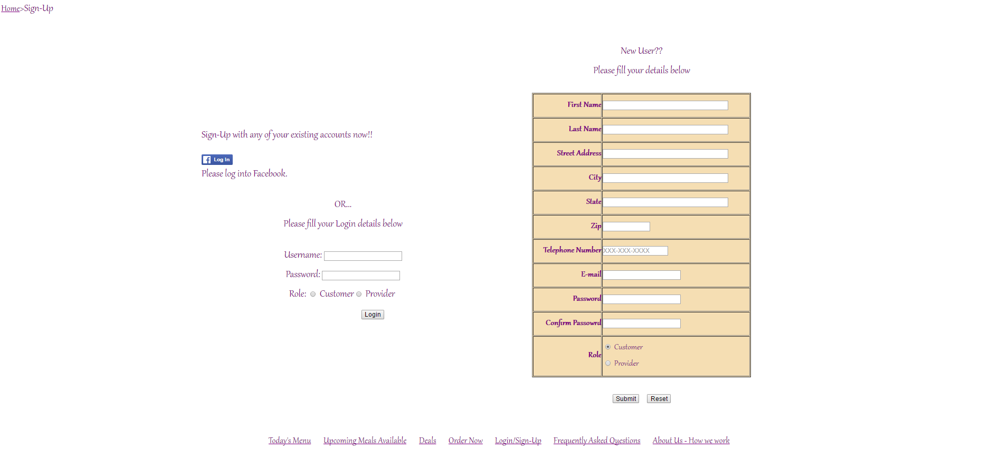 Home>Sign-Up
Sign-Up with any of your existing accounts now!!
Log In
Please log into Facebook.
OR...
Please fill your Login details below
Username:
Password:
Role: Customer Provider
Login
New User??
Please fill your details below
First Name
Last Name
Street Address
City
State
Zip
Telephone Number XXX-XXX-XXXX
E-mail
Password
Confirm Passowrd
Role
Customer
Provider
Submit Reset
Today's Menu Upcoming Meals Available Deals Order Now Login/Sign-Up Frequently Asked Questions About Us - How we work